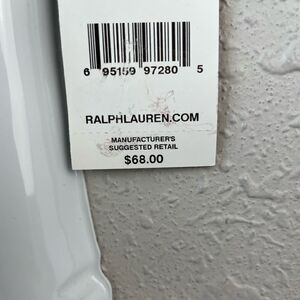 6 95159 97280 5
RALPHLAUREN.COM
MANUFACTURER'S
SUGGESTED RETAIL
$68.00